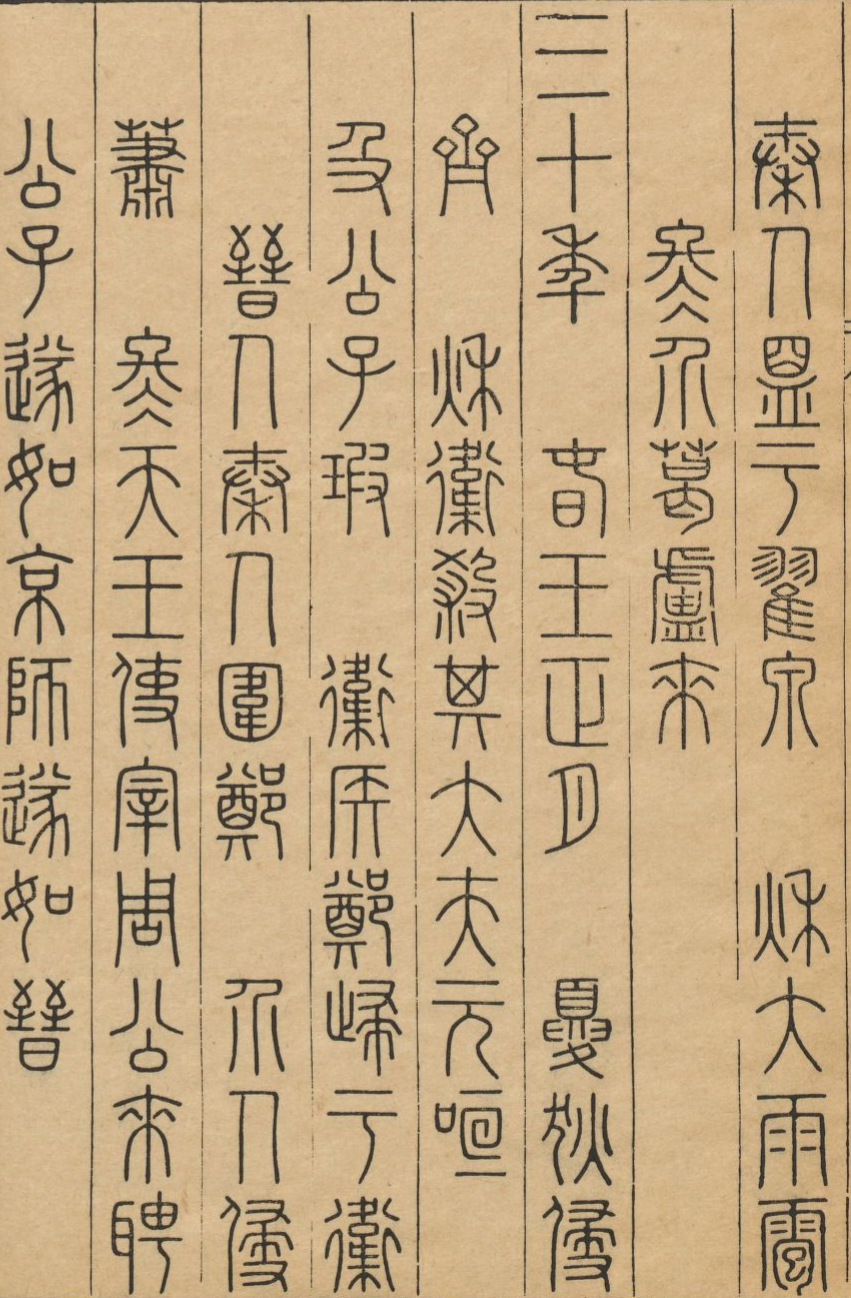 秦人盟于翟泉　秋大雨雹
冬介葛盧來
三十年　春王正月　夏狄侵
齊　秋衛殺其大夫元咺
及公子瑕　衛侯鄭歸于衛
晉人秦人圍鄭　介人侵
蕭　冬天王使宰周公來聘
公子遂如京師遂如晉